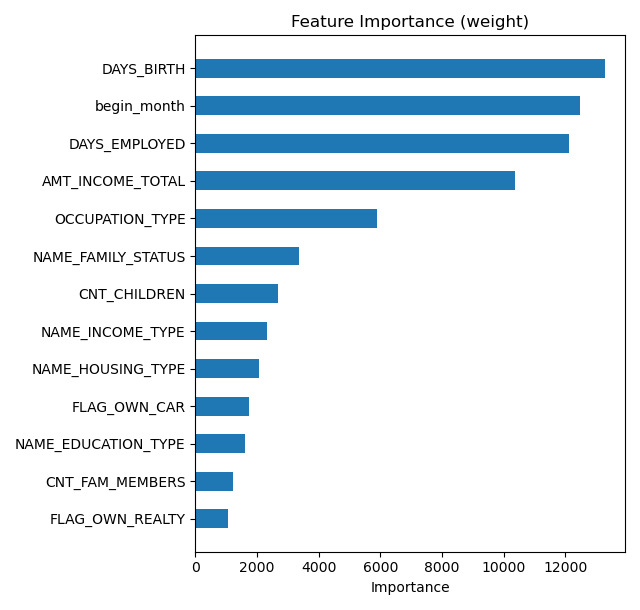 Feature Importance (weight)
DAYS_BIRTH
begin_month
DAYS_EMPLOYED
AMT_INCOME_TOTAL
OCCUPATION_TYPE
NAME_FAMILY_STATUS
CNT_CHILDREN
NAME_INCOME_TYPE
NAME_HOUSING_TYPE
FLAG_OWN_CAR
NAME_EDUCATION_TYPE
CNT_FAM_MEMBERS
FLAG_OWN_REALTY
0 2000 4000 6000 8000 10000 12000
Importance